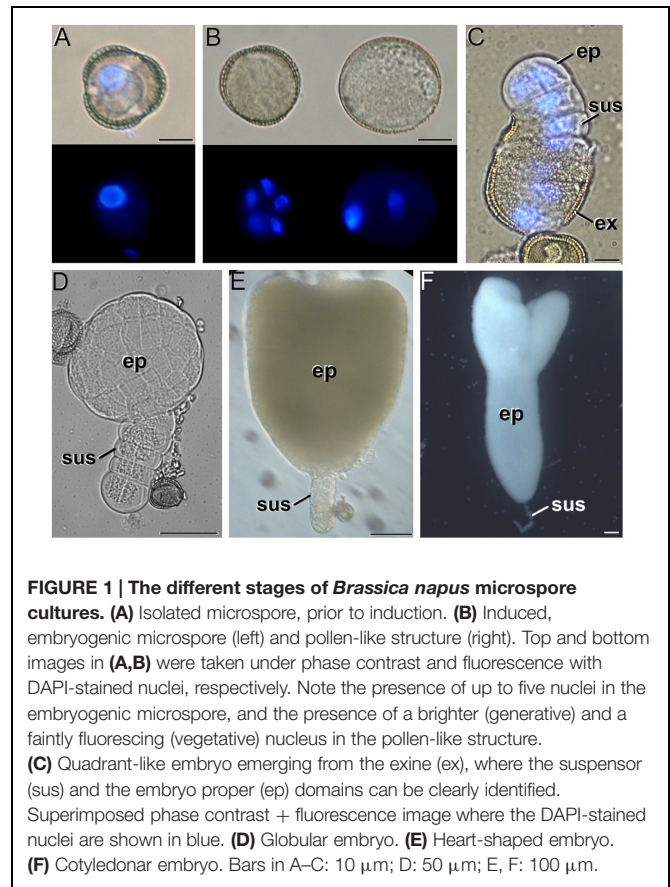 A
B
C
ep
sus
ex
D
ep
sus
E
ep
sus
F
ep
sus
FIGURE 1 | The different stages of Brassica napus microspore
cultures. (A) Isolated microspore, prior to induction. (B) Induced,
embryogenic microspore (left) and pollen-like structure (right). Top and bottom
images in (A,B) were taken under phase contrast and fluorescence with
DAPI-stained nuclei, respectively. Note the presence of up to five nuclei in the
embryogenic microspore, and the presence of a brighter (generative) and a
faintly fluorescing (vegetative) nucleus in the pollen-like structure.
(C) Quadrant-like embryo emerging from the exine (ex), where the suspensor
(sus) and the embryo proper (ep) domains can be clearly identified.
Superimposed phase contrast + fluorescence image where the DAPI-stained
nuclei are shown in blue. (D) Globular embryo. (E) Heart-shaped embryo.
(F) Cotyledonar embryo. Bars in A–C: 10 μm; D: 50 μm; E, F: 100 μm.